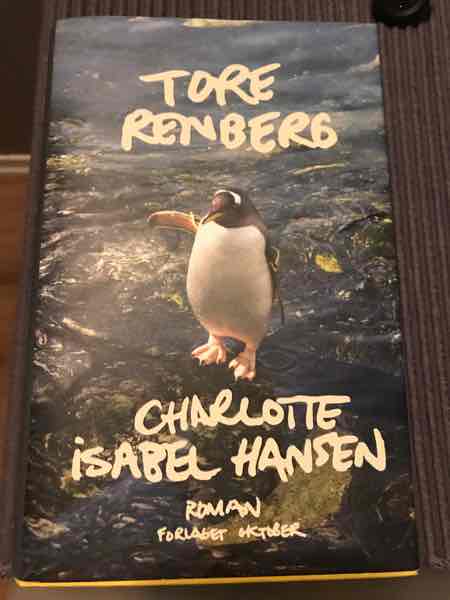 TORE
RENBERG
CHARLOTTE
iSABEL HANSEN
ROMAN
FORLAGET OKTOBER